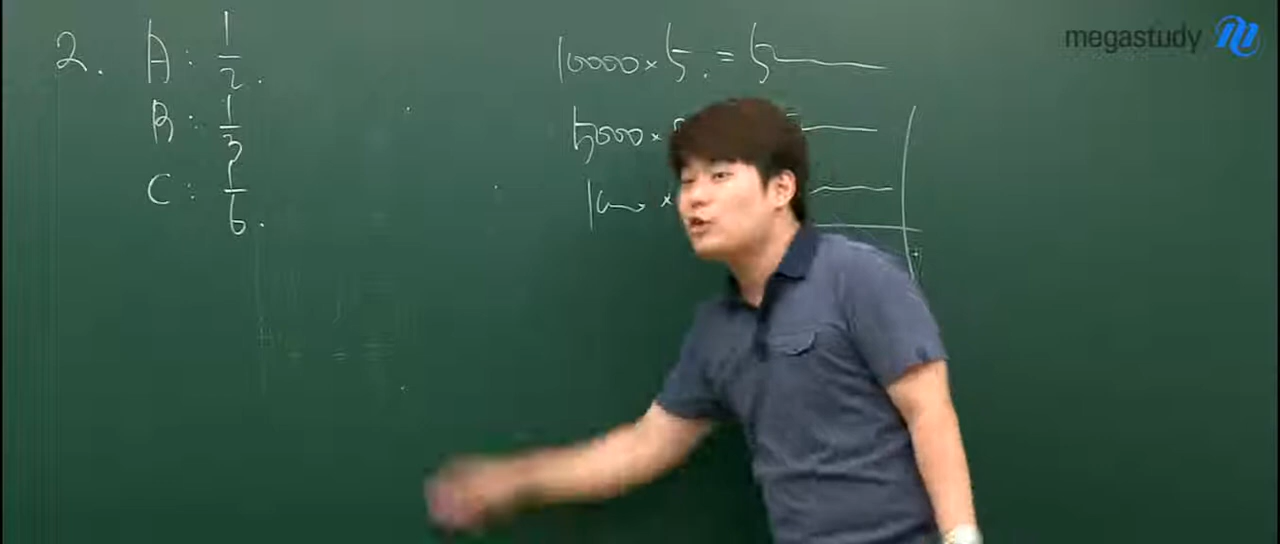 megastudy
2. A: 1/2.
B: 1/3
C: 1/6.
10000 × 5. = 5
5000 ×